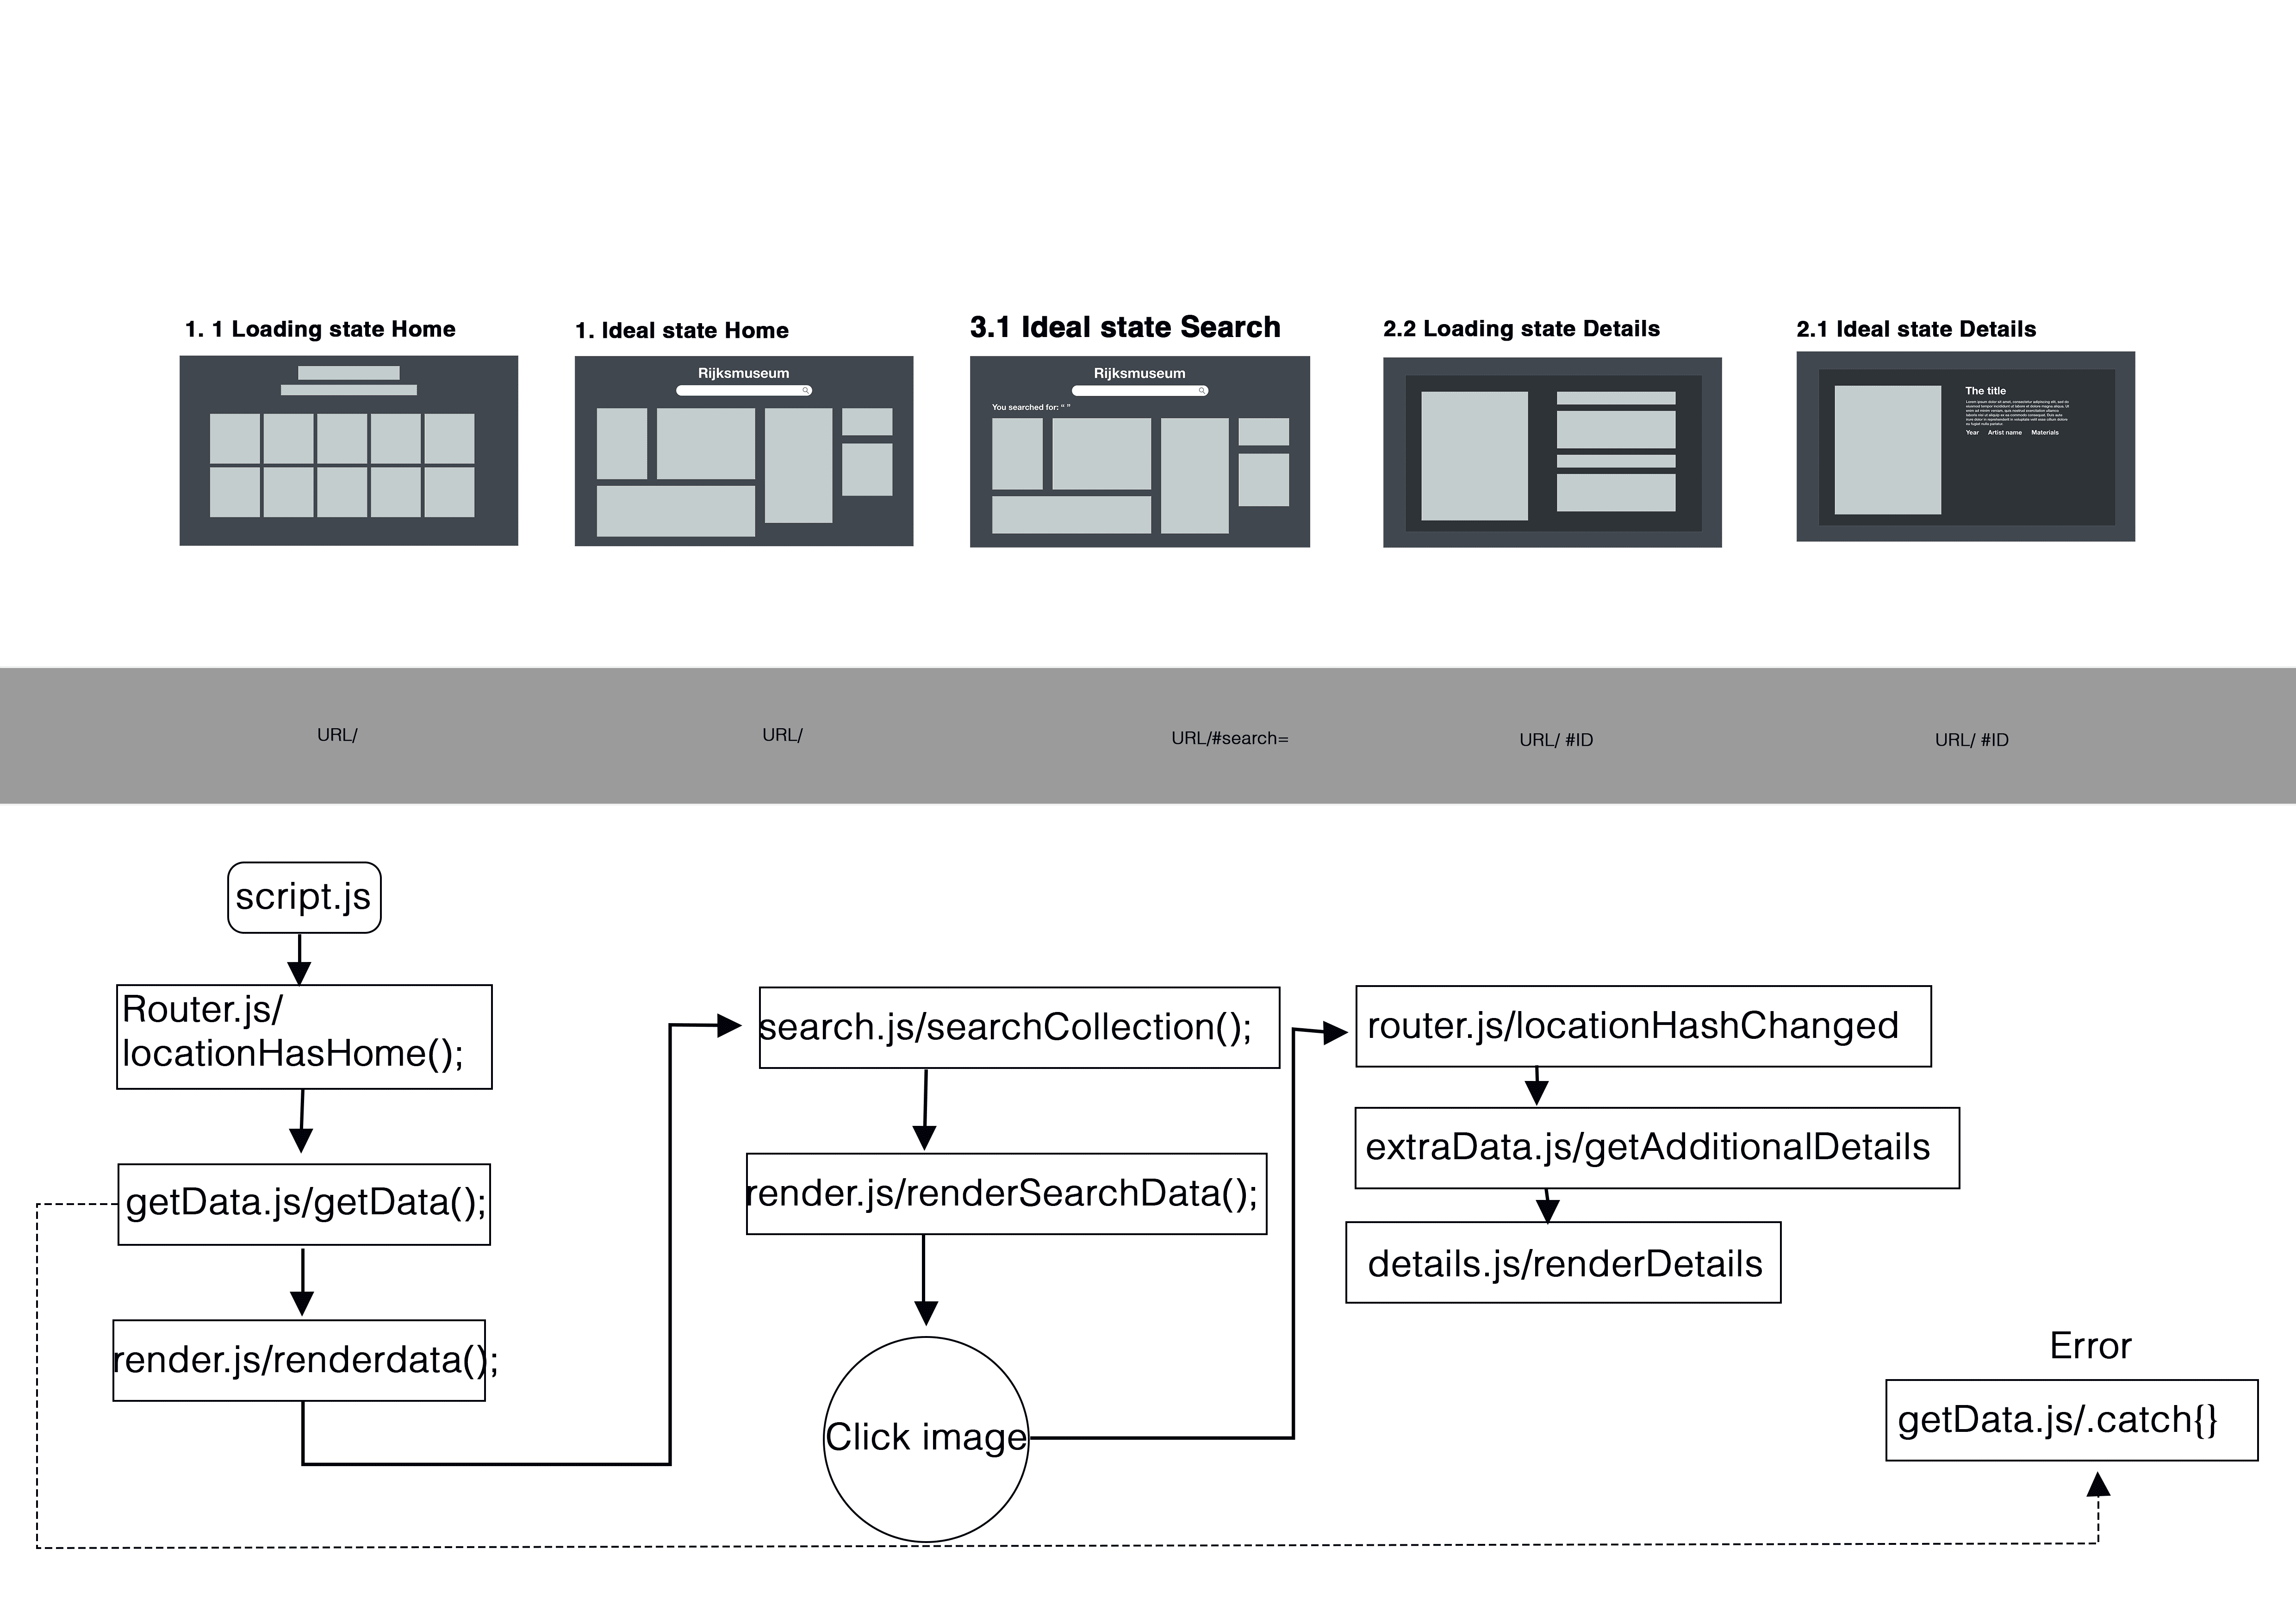 1. 1 Loading state Home
1. Ideal state Home
3.1 Ideal state Search
2.2 Loading state Details
2.1 Ideal state Details
Rijksmuseum
Rijksmuseum
You searched for: “ ”
The title
Year Artist name Materials
URL/
URL/
URL/#search=
URL/ #ID
URL/ #ID
script.js
Router.js/
locationHasHome();
getData.js/getData();
render.js/renderdata();
search.js/searchCollection();
render.js/renderSearchData();
Click image
router.js/locationHashChanged
extraData.js/getAdditionalDetails
details.js/renderDetails
Error
getData.js/.catch{}